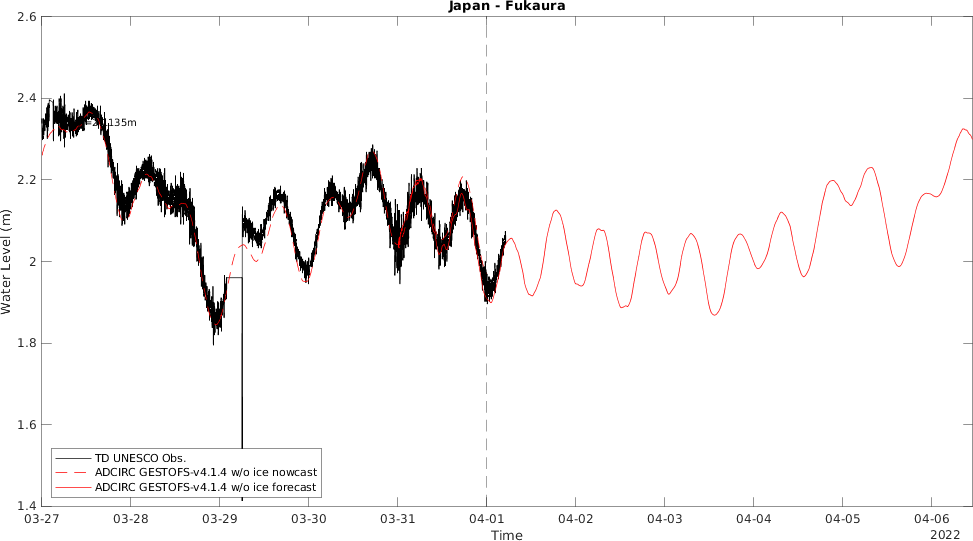 Japan - Fukaura
2.6
2.4
2.2
2
1.8
1.6
1.4
Water Level (m)
135m
TD UNESCO Obs.
ADCIRC GESTOFS-v4.1.4 w/o ice nowcast
ADCIRC GESTOFS-v4.1.4 w/o ice forecast
03-27 03-28 03-29 03-30 03-31 04-01 04-02 04-03 04-04 04-05 04-06
Time
2022